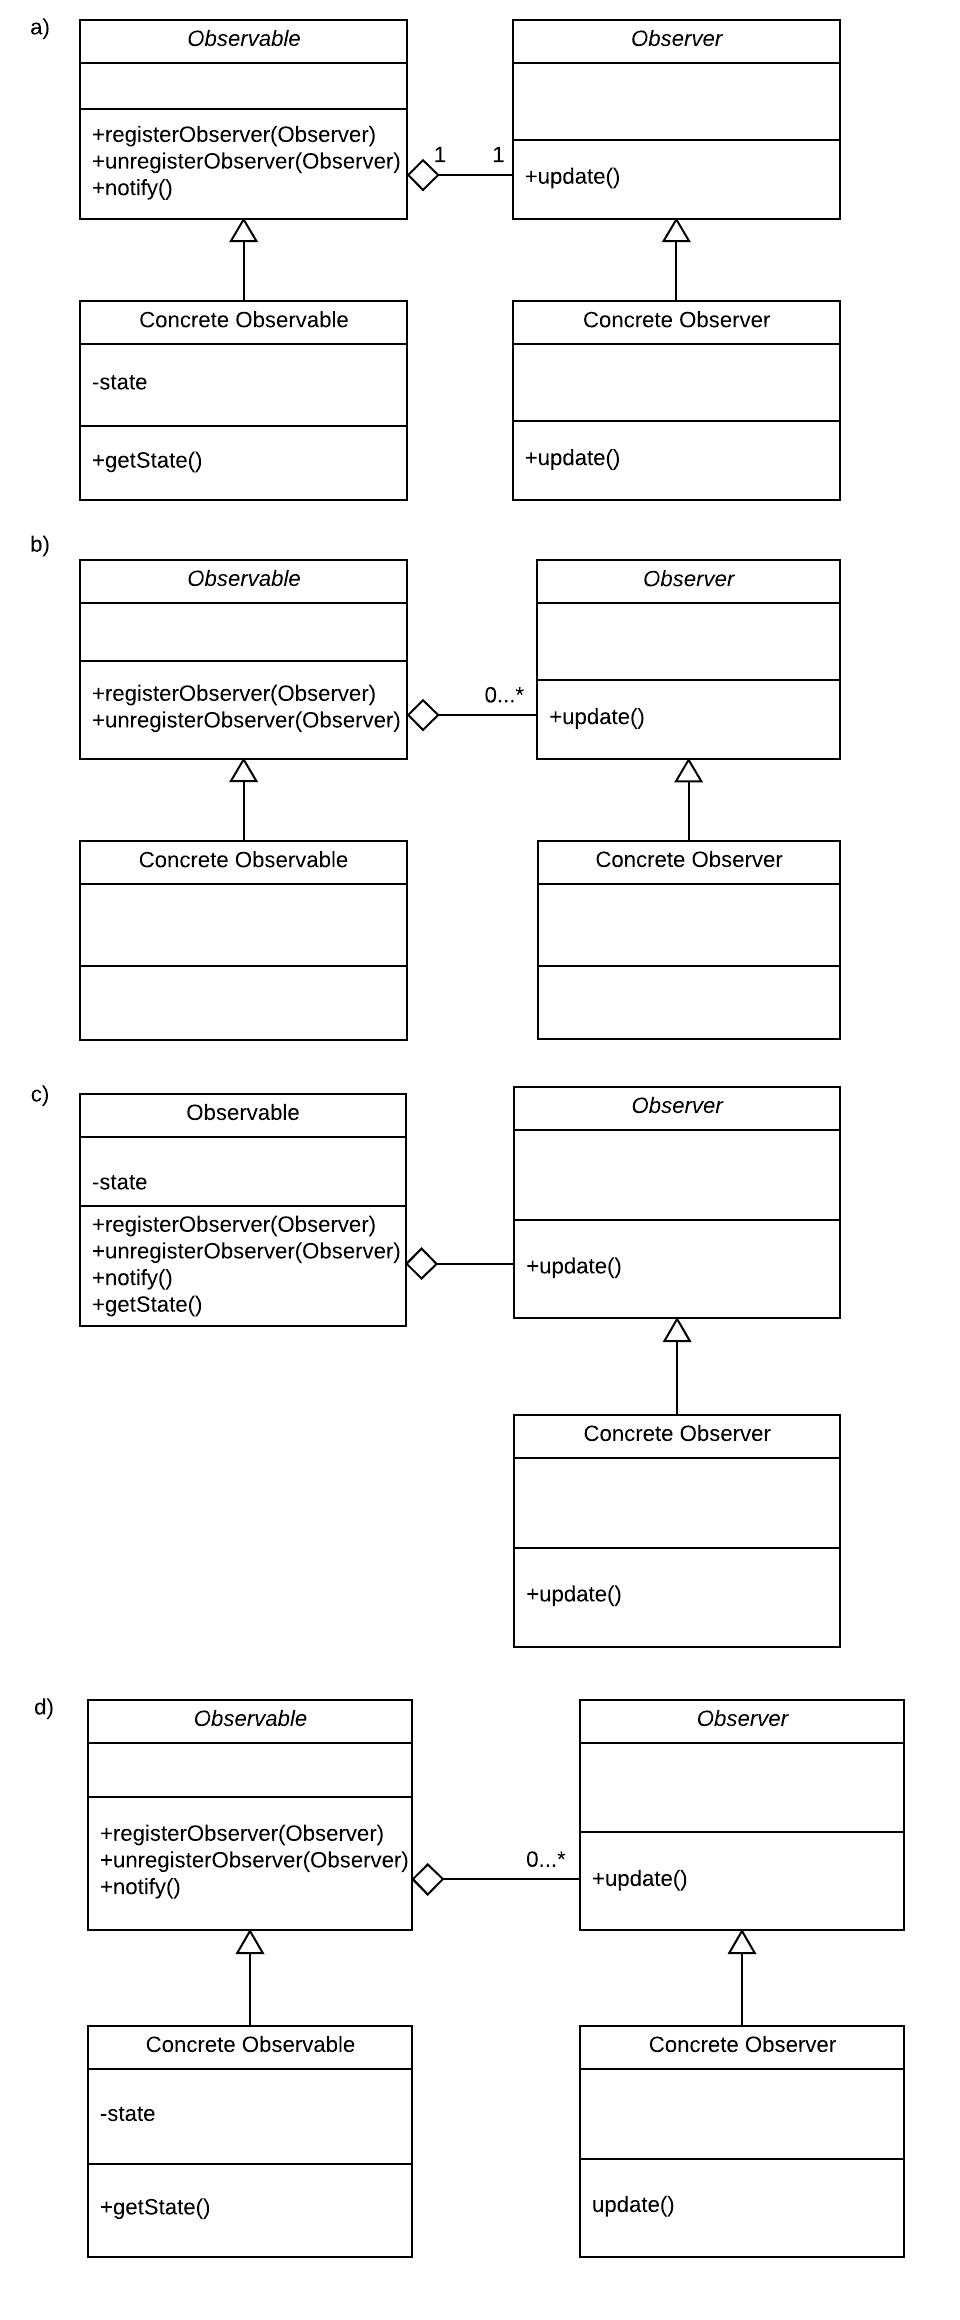 a)
Observable
+registerObserver(Observer)
+unregisterObserver(Observer)
+notify()
1
1
Observer
+update()
Concrete Observable
-state
+getState()
Concrete Observer
+update()
b)
Observable
+registerObserver(Observer)
+unregisterObserver(Observer)
0...*
Observer
+update()
Concrete Observable
Concrete Observer
c)
Observable
-state
+registerObserver(Observer)
+unregisterObserver(Observer)
+notify()
+getState()
Observer
+update()
Concrete Observer
+update()
d)
Observable
+registerObserver(Observer)
+unregisterObserver(Observer)
+notify()
0...*
Observer
+update()
Concrete Observable
-state
+getState()
Concrete Observer
update()